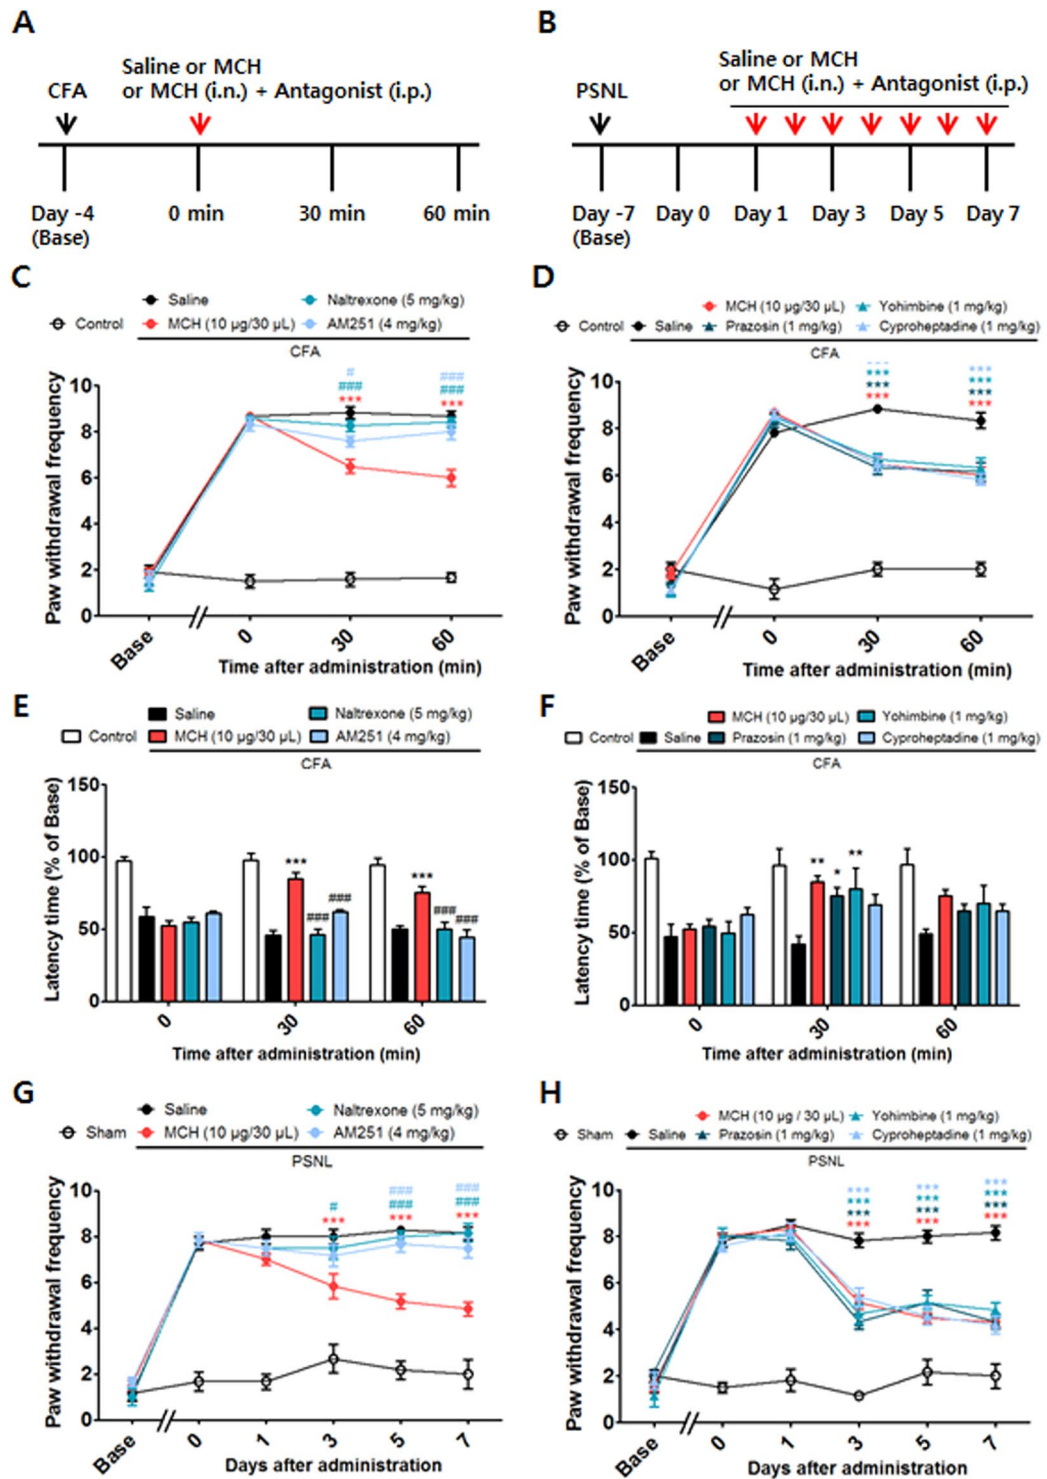 A
CFA
Saline or MCH
or MCH (i.n.) + Antagonist (i.p.)
Day -4
(Base)
0 min
30 min
60 min
B
PSNL
Saline or MCH
or MCH (i.n.) + Antagonist (i.p.)
Day -7
(Base)
Day 0
Day 1
Day 3
Day 5
Day 7
C
Saline
Naltrexone (5 mg/kg)
Control
MCH (10 µg/30 µL)
AM251 (4 mg/kg)
CFA
#
###
***
###
###
***
Paw withdrawal frequency
10
8
6
4
2
0
Base
0
30
60
Time after administration (min)
D
MCH (10 µg/30 µL)
Yohimbine (1 mg/kg)
Control
Saline
Prazosin (1 mg/kg)
Cyproheptadine (1 mg/kg)
CFA
***
***
***
***
***
***
***
***
Paw withdrawal frequency
10
8
6
4
2
0
Base
0
30
60
Time after administration (min)
E
Saline
Naltrexone (5 mg/kg)
Control
MCH (10 µg/30 µL)
AM251 (4 mg/kg)
CFA
Latency time (% of Base)
150
100
50
0
***
###
###
***
###
###
0
30
60
Time after administration (min)
F
MCH (10 µg/30 µL)
Yohimbine (1 mg/kg)
Control
Saline
Prazosin (1 mg/kg)
Cyproheptadine (1 mg/kg)
CFA
Latency time (% of Base)
150
100
50
0
**
*
**
0
30
60
Time after administration (min)
G
Saline
Naltrexone (5 mg/kg)
Sham
MCH (10 µg/30 µL)
AM251 (4 mg/kg)
PSNL
#
***
###
###
***
###
###
***
Paw withdrawal frequency
10
8
6
4
2
0
Base
0
1
3
5
7
Days after administration
H
MCH (10 µg / 30 µL)
Yohimbine (1 mg/kg)
Sham
Saline
Prazosin (1 mg/kg)
Cyproheptadine (1 mg/kg)
PSNL
***
***
***
***
***
***
***
***
***
***
***
***
Paw withdrawal frequency
10
8
6
4
2
0
Base
0
1
3
5
7
Days after administration